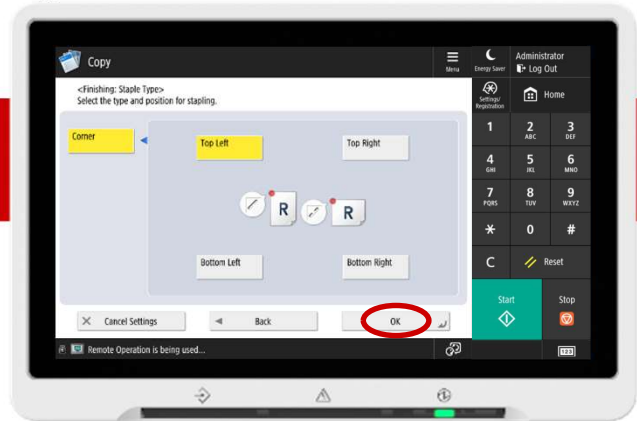 Copy
Menu
<Finishing: Staple Type>
Select the type and position for stapling.
Corner
Top Left
Top Right
R
R
Bottom Left
Bottom Right
Cancel Settings
Back
OK
Remote Operation is being used...
Energy Saver
Administrator
Log Out
Settings/
Registration
Home
1
2
ABC
3
DEF
4
GHI
5
JKL
6
MNO
7
PQRS
8
TUV
9
WXYZ
*
0
#
C
Reset
Start
Stop
123